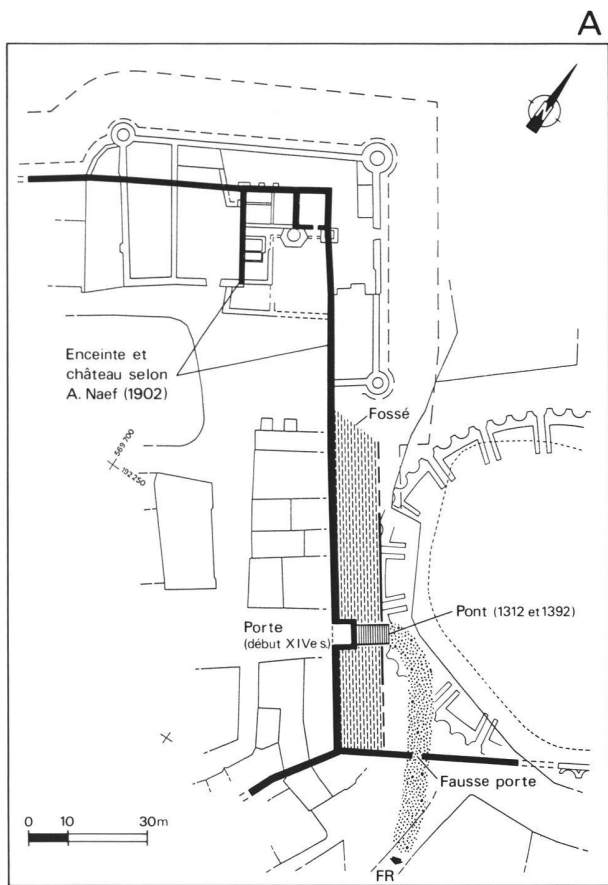 A
N
Enceinte et
château selon
A. Naef (1902)
Fossé
569.700
192.250
Pont (1312 et 1392)
Porte
(début XIVe s.)
Fausse porte
0 10 30m
FR